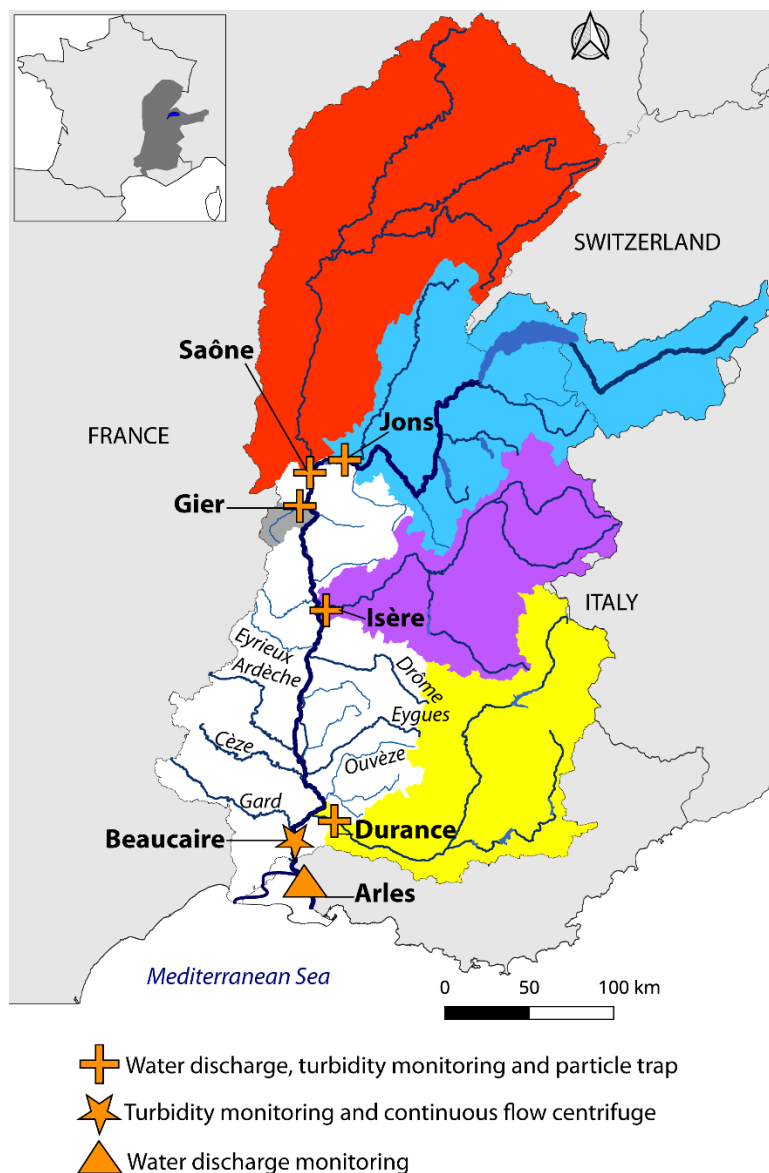 SWITZERLAND
Saône
Jons
FRANCE
Gier
ITALY
Isère
Eyrieux
Ardèche
Drôme
Eygues
Cèze
Ouvèze
Gard
Beaucaire
Durance
Arles
Mediterranean Sea
0 50 100 km
Water discharge, turbidity monitoring and particle trap
Turbidity monitoring and continuous flow centrifuge
Water discharge monitoring